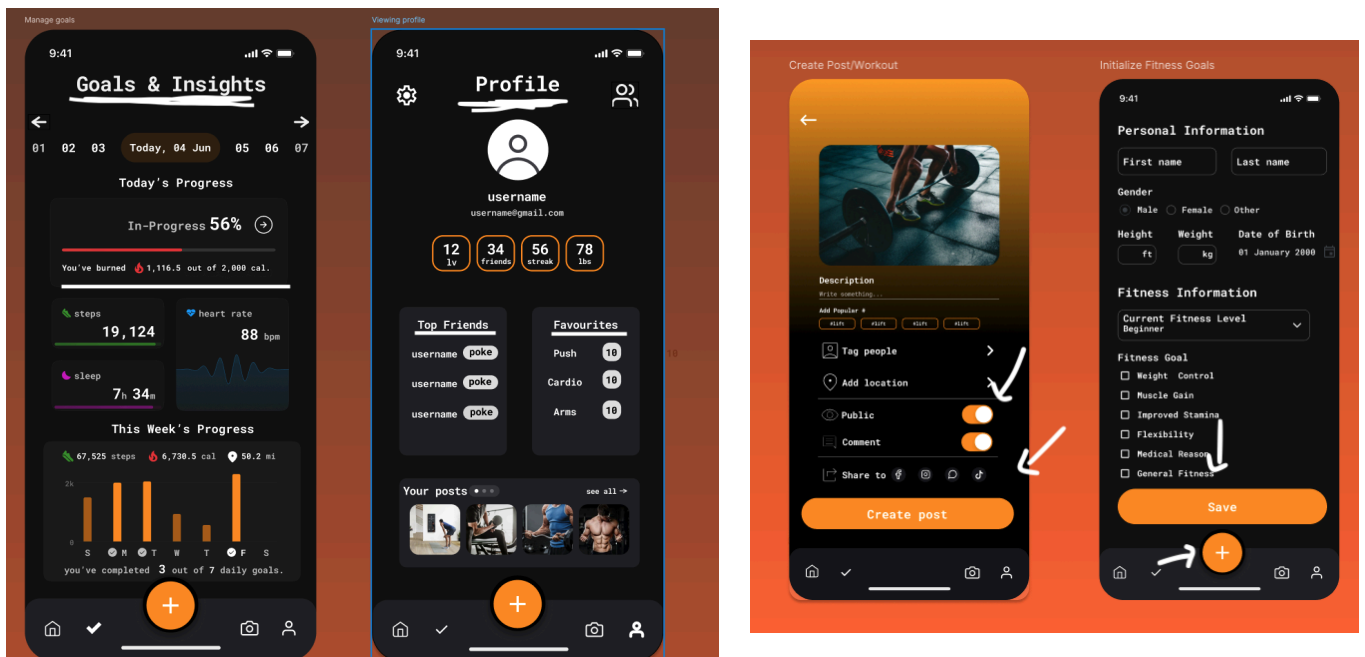 Manage goals
9:41
Goals & Insights
01 02 03 Today, 04 Jun 05 06 07
Today's Progress
In-Progress 56%
You've burned 1,116.5 out of 2,000 cal.
steps
19,124
heart rate
88 bpm
sleep
7h 34m
This Week's Progress
67,525 steps 6,730.5 cal 50.2 mi
2k
0
S M T W T F S
you've completed 3 out of 7 daily goals.
+
Viewing profile
9:41
Profile
username
username@gmail.com
12 34 56 78
lv friends streak lbs
Top Friends
username poke
username poke
username poke
Favourites
Push 10
Cardio 10
Arms 10
10
Your posts see all →
+
Create Post/Workout
Description
Write something...
Add Populer #
#lift #lift #lift #lift
Tag people
Add location
Public
Comment
Share to
Create post
Initialize Fitness Goals
9:41
Personal Information
First name Last name
Gender
Male Female Other
Height Weight Date of Birth
ft kg 01 January 2000
Fitness Information
Current Fitness Level
Beginner
Fitness Goal
Weight Control
Muscle Gain
Improved Stamina
Flexibility
Medical Reason
General Fitness
Save
+